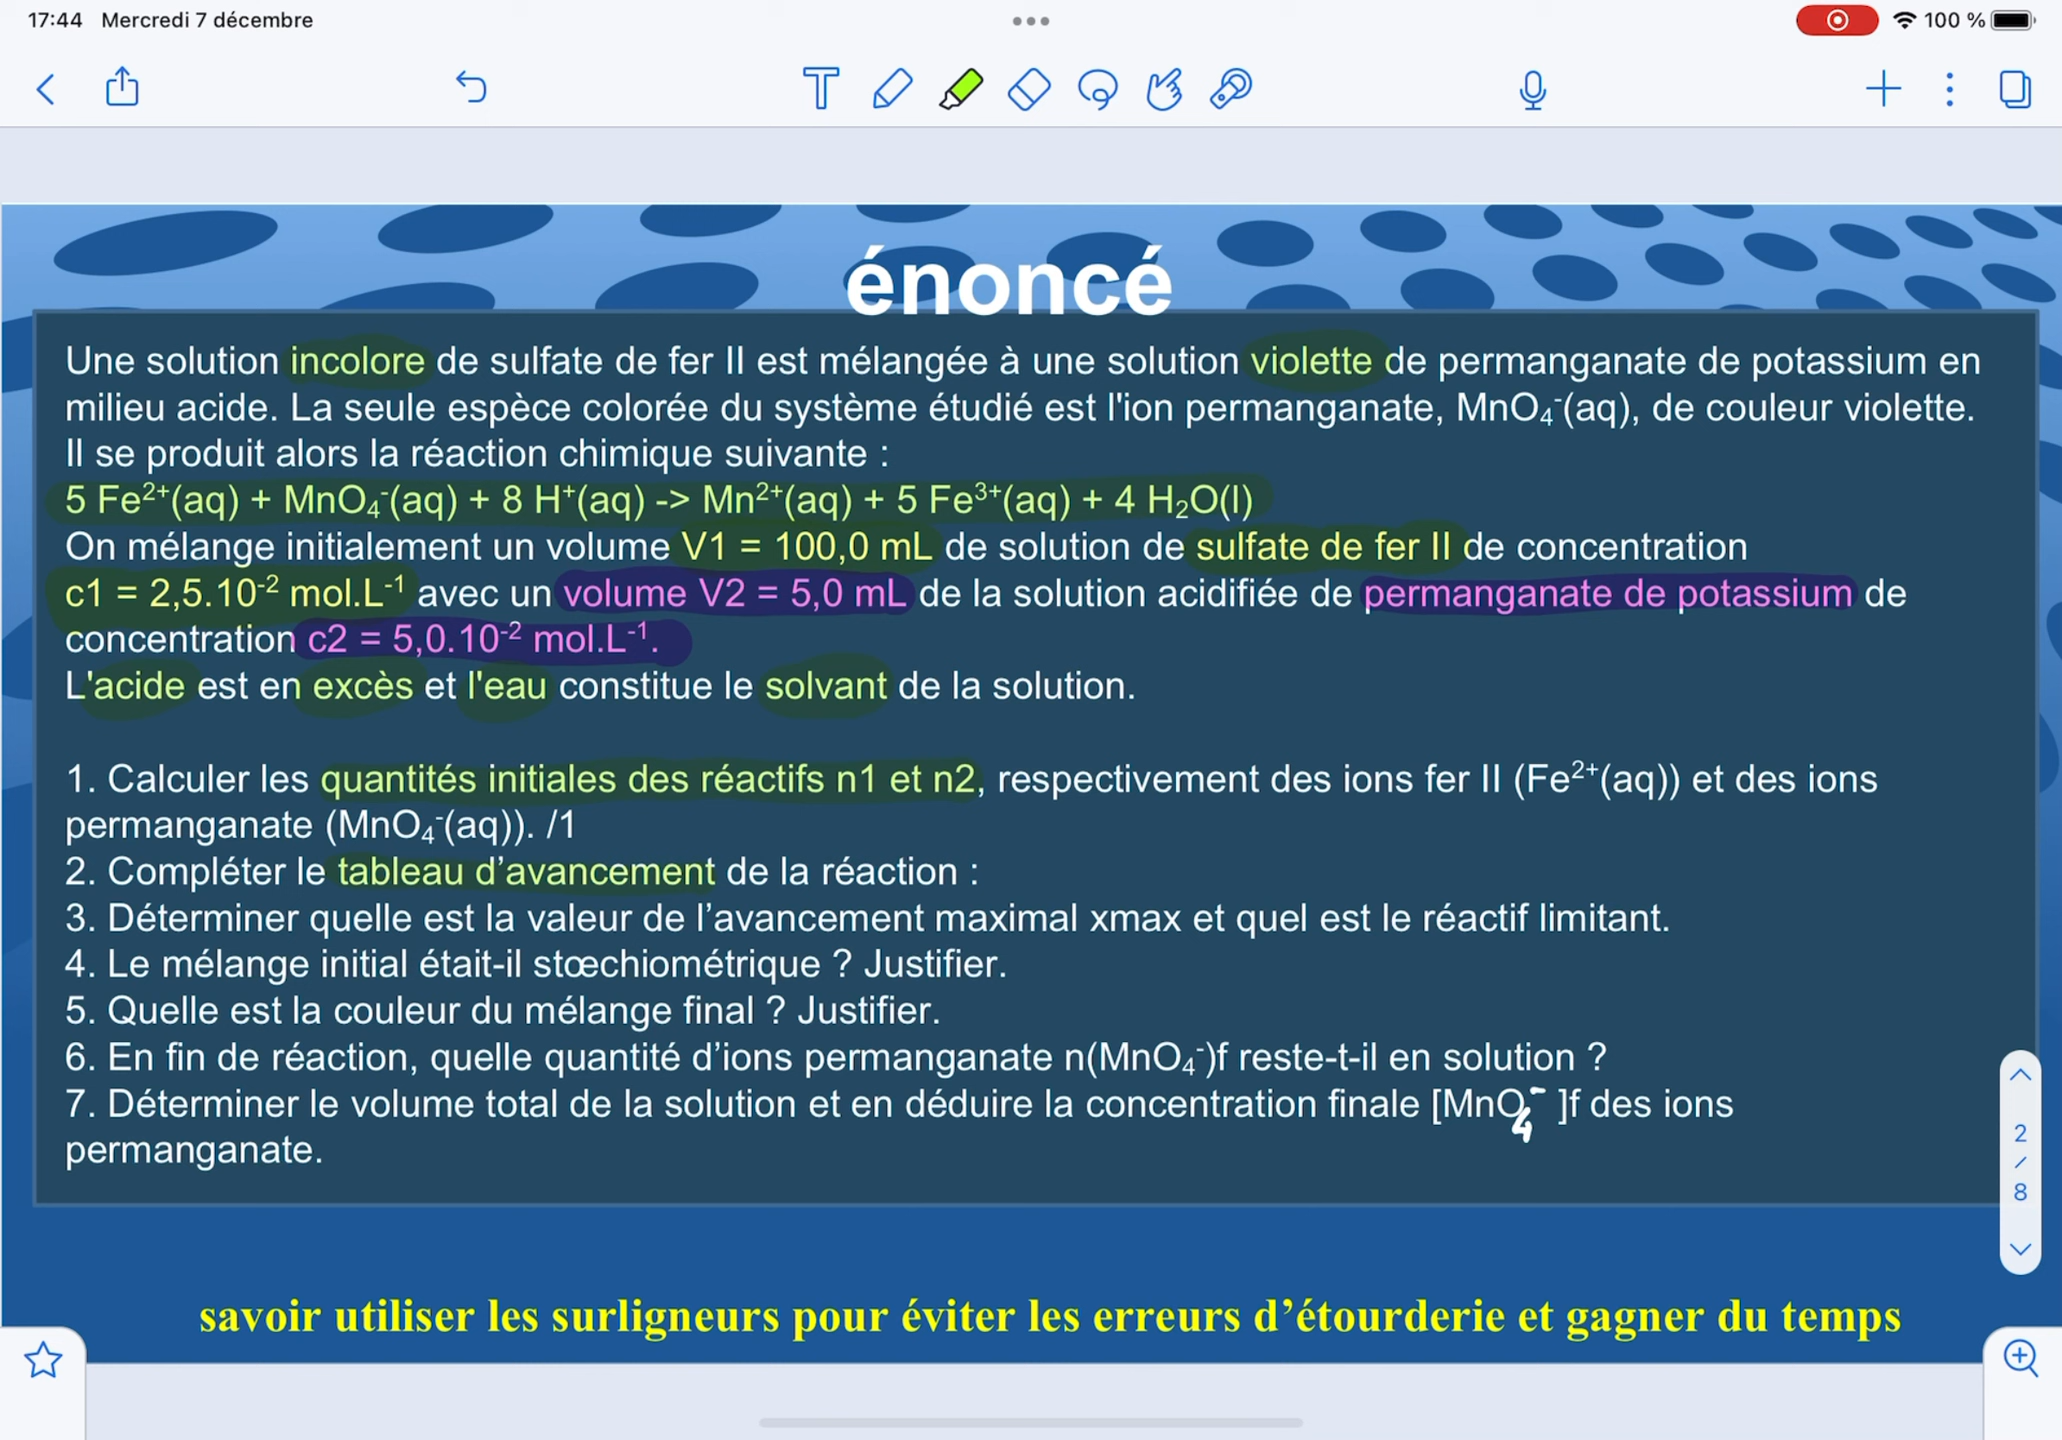 17:44 Mercredi 7 décembre
100 %
énoncé
Une solution incolore de sulfate de fer II est mélangée à une solution violette de permanganate de potassium en
milieu acide. La seule espèce colorée du système étudié est l'ion permanganate, MnO₄⁻(aq), de couleur violette.
Il se produit alors la réaction chimique suivante :
5 Fe²⁺(aq) + MnO₄⁻(aq) + 8 H⁺(aq) -> Mn²⁺(aq) + 5 Fe³⁺(aq) + 4 H₂O(l)
On mélange initialement un volume V1 = 100,0 mL de solution de sulfate de fer II de concentration
c1 = 2,5.10⁻² mol.L⁻¹ avec un volume V2 = 5,0 mL de la solution acidifiée de permanganate de potassium de
concentration c2 = 5,0.10⁻² mol.L⁻¹.
L'acide est en excès et l'eau constitue le solvant de la solution.
1. Calculer les quantités initiales des réactifs n1 et n2, respectivement des ions fer II (Fe²⁺(aq)) et des ions
permanganate (MnO₄⁻(aq)). /1
2. Compléter le tableau d’avancement de la réaction :
3. Déterminer quelle est la valeur de l’avancement maximal xmax et quel est le réactif limitant.
4. Le mélange initial était-il stœchiométrique ? Justifier.
5. Quelle est la couleur du mélange final ? Justifier.
6. En fin de réaction, quelle quantité d’ions permanganate n(MnO₄⁻)f reste-t-il en solution ?
7. Déterminer le volume total de la solution et en déduire la concentration finale [MnO₄⁻ ]f des ions
permanganate.
2
/
8
savoir utiliser les surligneurs pour éviter les erreurs d’étourderie et gagner du temps